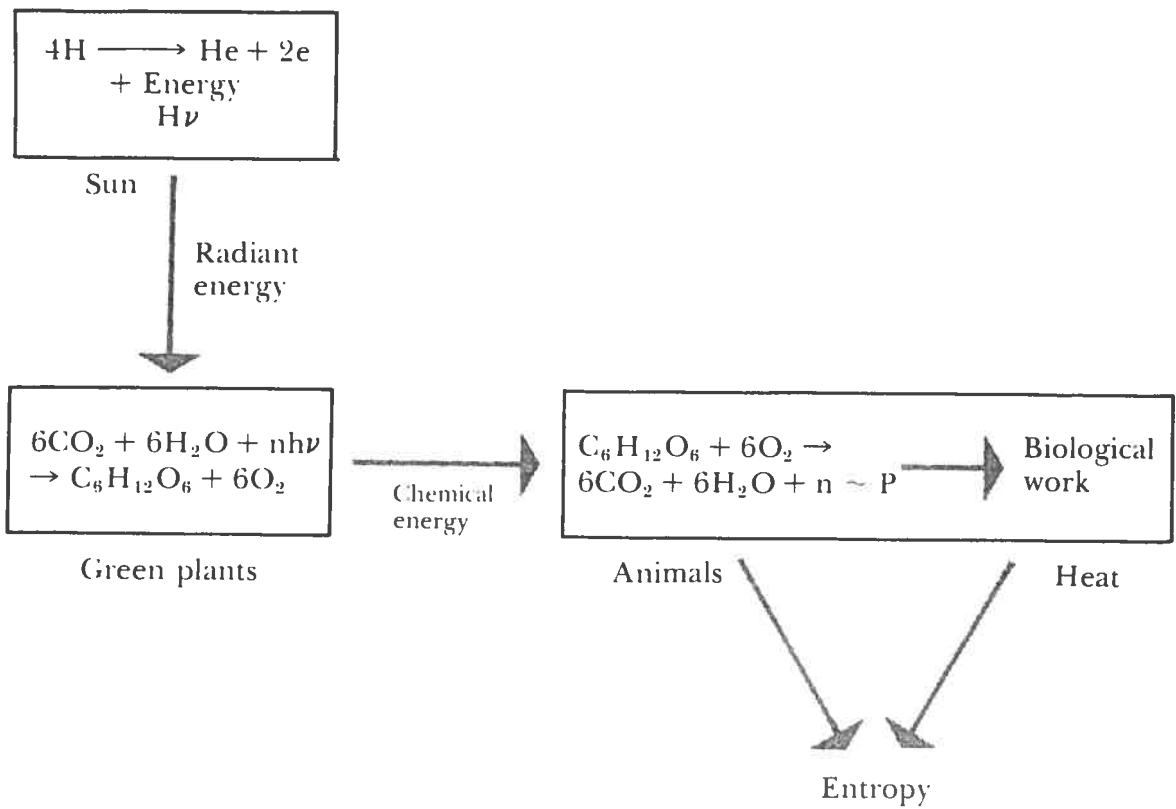 4H ⟶ He + 2e
+ Energy
Hν
Sun
Radiant
energy
6CO₂ + 6H₂O + nhν
→ C₆H₁₂O₆ + 6O₂
Green plants
Chemical
energy
C₆H₁₂O₆ + 6O₂ →
6CO₂ + 6H₂O + n ~ P
Biological
work
Animals
Heat
Entropy